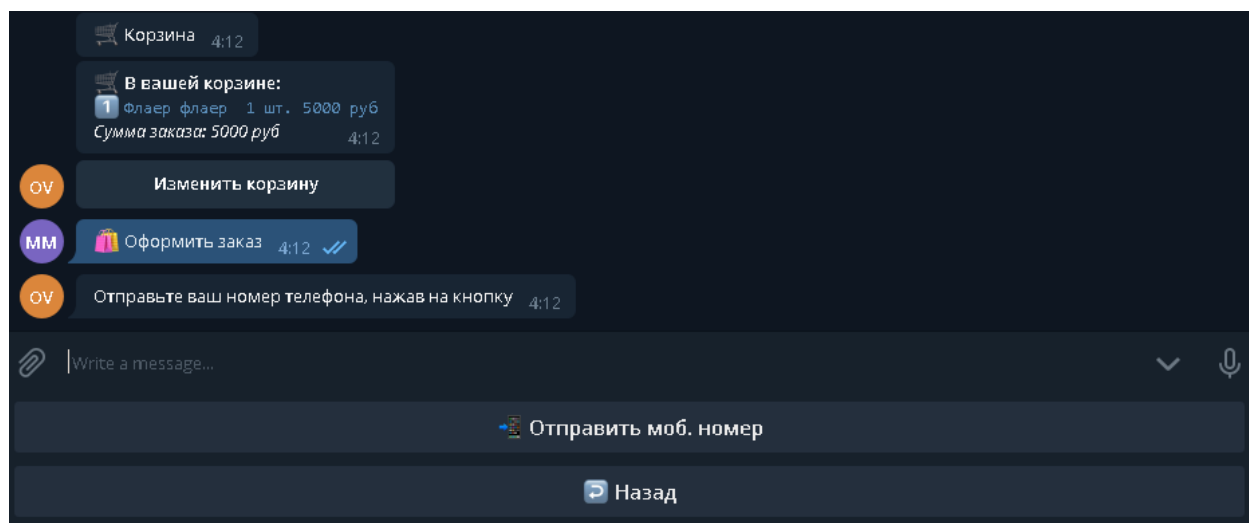 🛒 Корзина 4:12
🛒 В вашей корзине:
1️⃣ Флаер флаер 1 шт. 5000 руб
Сумма заказа: 5000 руб 4:12
OV Изменить корзину
MM 🛍 Оформить заказ 4:12
OV Отправьте ваш номер телефона, нажав на кнопку 4:12
Write a message...
📲 Отправить моб. номер
↩️ Назад